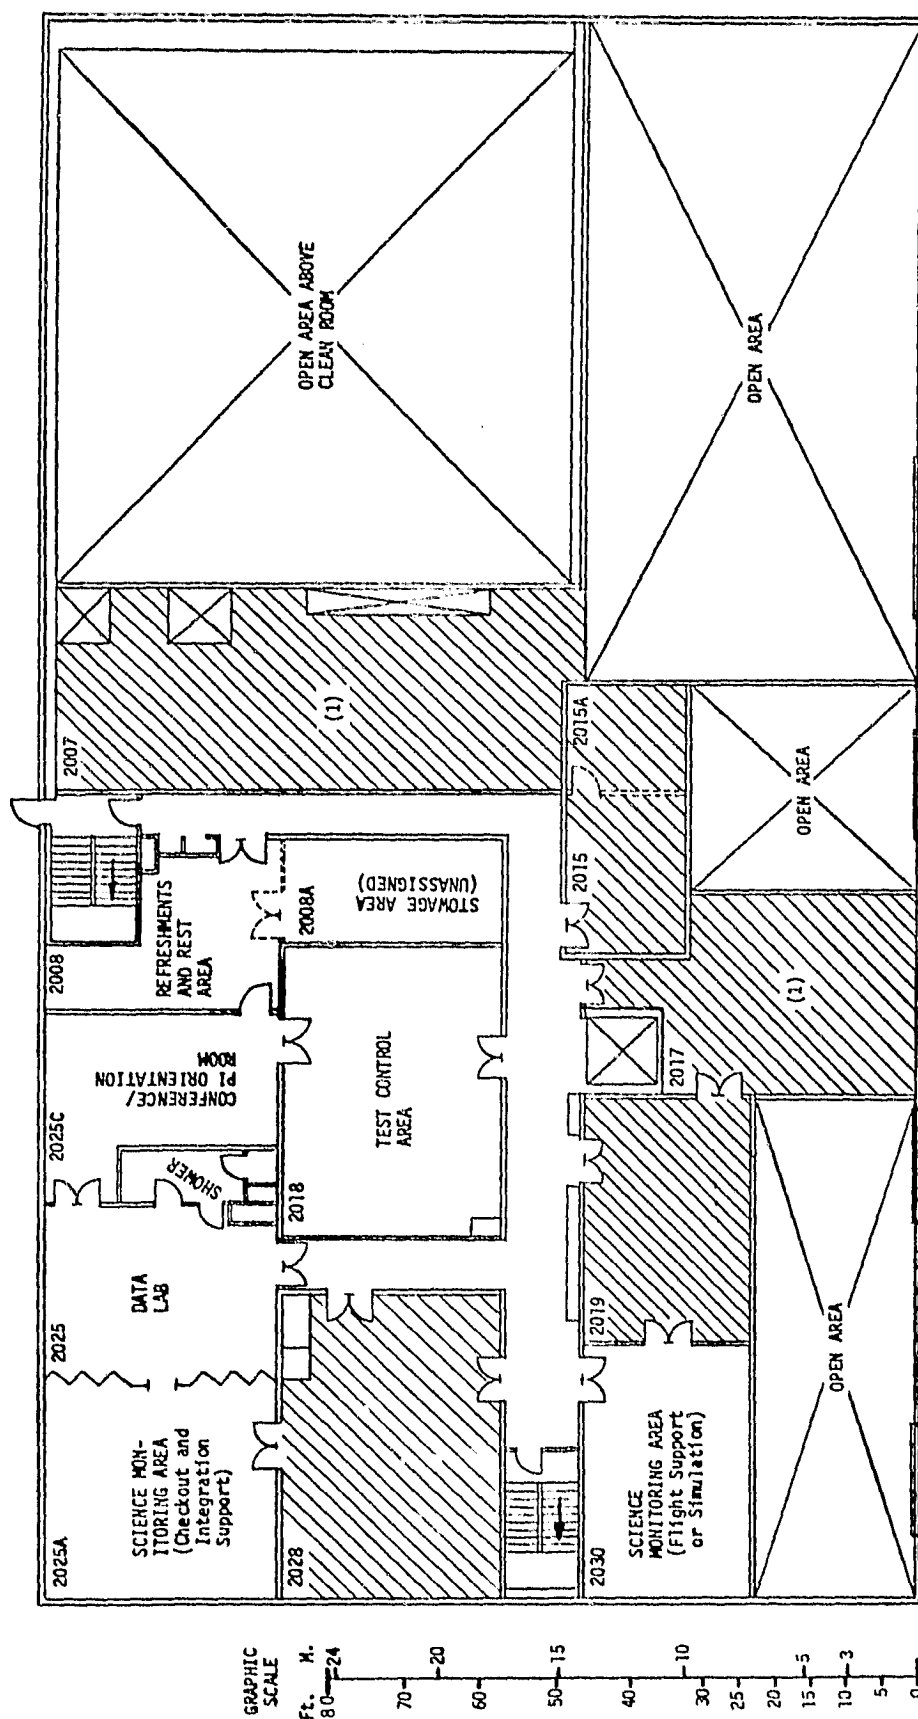 OPEN AREA ABOVE
CLEAN ROOM
OPEN AREA
2007
(1)
2015A
OPEN AREA
2015
2008
REFRESHMENTS
AND REST
AREA
2008A
STOWAGE AREA
(UNASSIGNED)
(1)
2017
2025C
CONFERENCE/
PI ORIENTATION
ROOM
SHOWER
2018
TEST CONTROL
AREA
2025
DATA
LAB
2019
OPEN AREA
2025A
SCIENCE MON-
ITORING AREA
(Checkout and
Integration
Support)
2028
2030
SCIENCE
MONITORING AREA
(Flight Support
or Simulation)
GRAPHIC
SCALE
Ft. M.
80 24
70
20
60
15
40
10
30
25
20
15
5
10
3
5
0